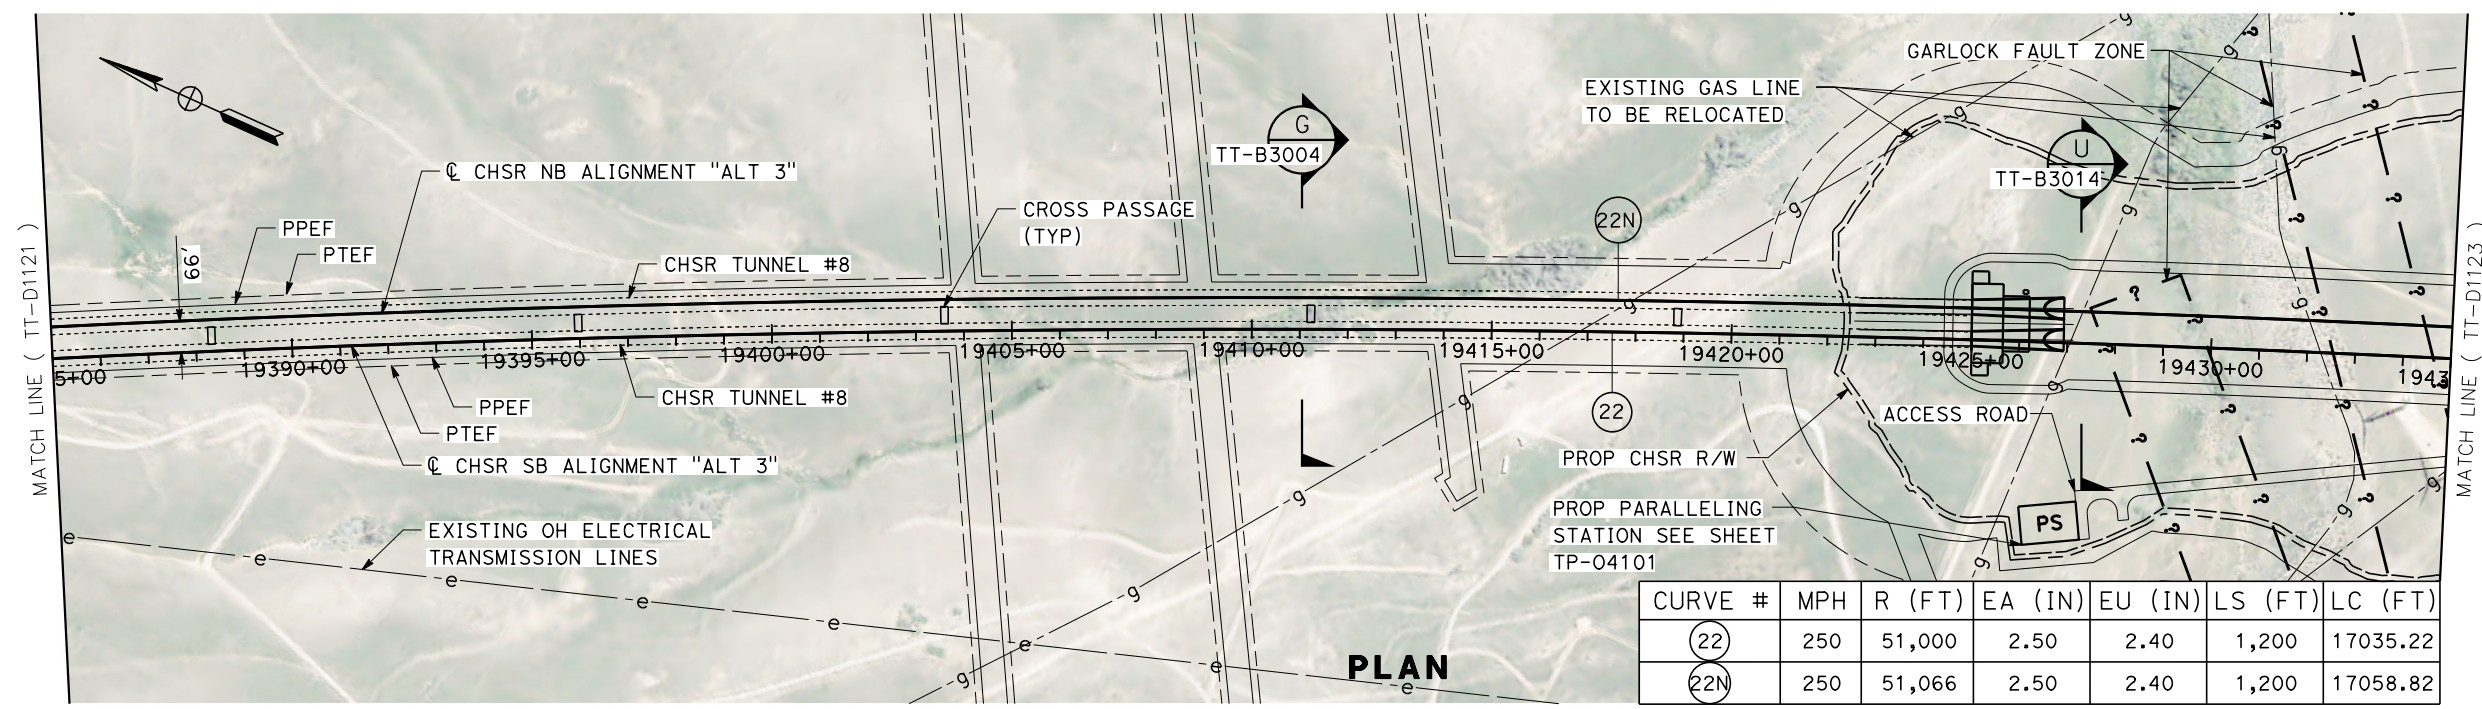 GARLOCK FAULT ZONE
EXISTING GAS LINE
TO BE RELOCATED
G
TT-B3004
U
TT-B3014
℄ CHSR NB ALIGNMENT "ALT 3"
CROSS PASSAGE
(TYP)
22N
PPEF
PTEF
66'
CHSR TUNNEL #8
MATCH LINE ( TT-D1121 )
MATCH LINE ( TT-D1123 )
5+00
19390+00
19395+00
19400+00
19405+00
19410+00
19415+00
19420+00
19425+00
19430+00
1943
CHSR TUNNEL #8
PPEF
PTEF
22
ACCESS ROAD
℄ CHSR SB ALIGNMENT "ALT 3"
PROP CHSR R/W
PROP PARALLELING
STATION SEE SHEET
TP-O4101
PS
EXISTING OH ELECTRICAL
TRANSMISSION LINES
e e e e e e e e
g g g g g g g g g g g g g g g
? ? ? ? ? ? ? ? ? ? ? ? ? ? ? ? ? ? ?
PLAN
CURVE # MPH R (FT) EA (IN) EU (IN) LS (FT) LC (FT)
22 250 51,000 2.50 2.40 1,200 17035.22
22N 250 51,066 2.50 2.40 1,200 17058.82